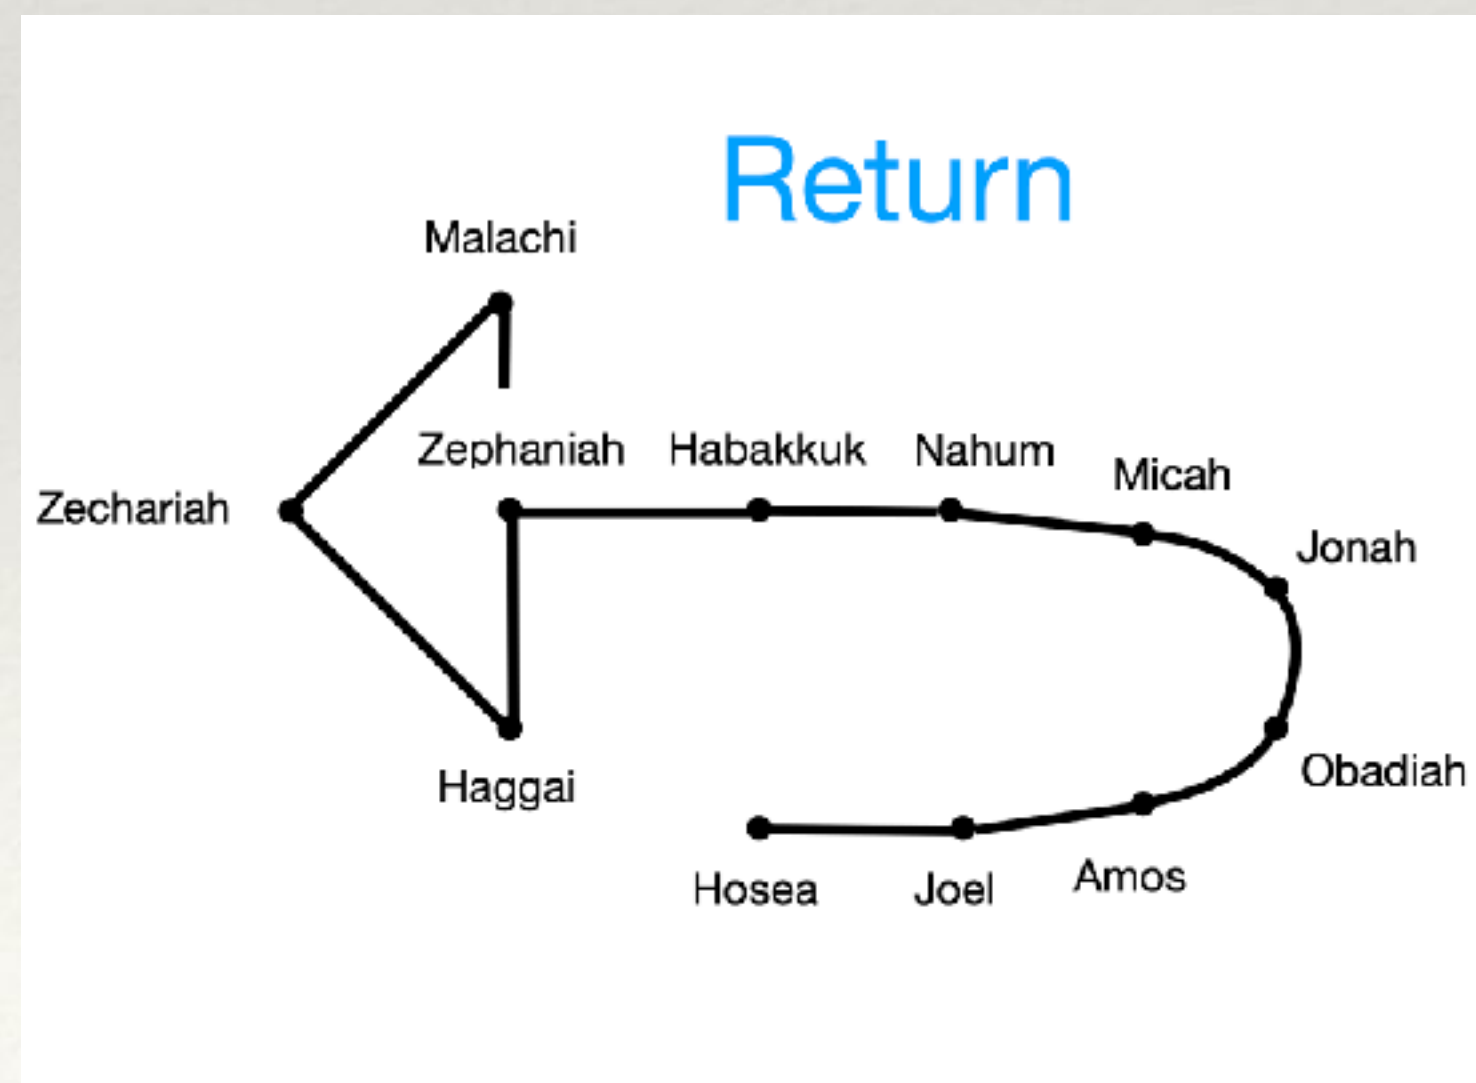 Return
Malachi
Zephaniah
Habakkuk
Nahum
Micah
Zechariah
Jonah
Obadiah
Haggai
Hosea
Joel
Amos